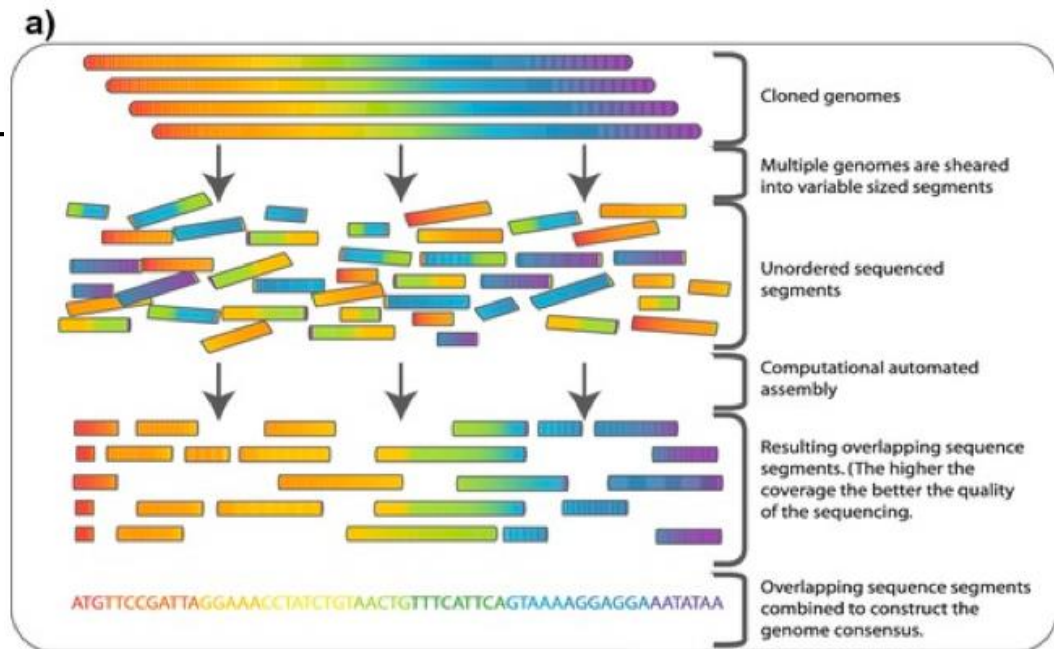 a)
Cloned genomes
Multiple genomes are sheared
into variable sized segments
Unordered sequenced
segments
Computational automated
assembly
Resulting overlapping sequence
segments. (The higher the
coverage the better the quality
of the sequencing.
ATGTTCCGATTAGGAAACCTATCTGTAACTGTTTCATTCAGTAAAAGGAGGAAATATAA
Overlapping sequence segments
combined to construct the
genome consensus.